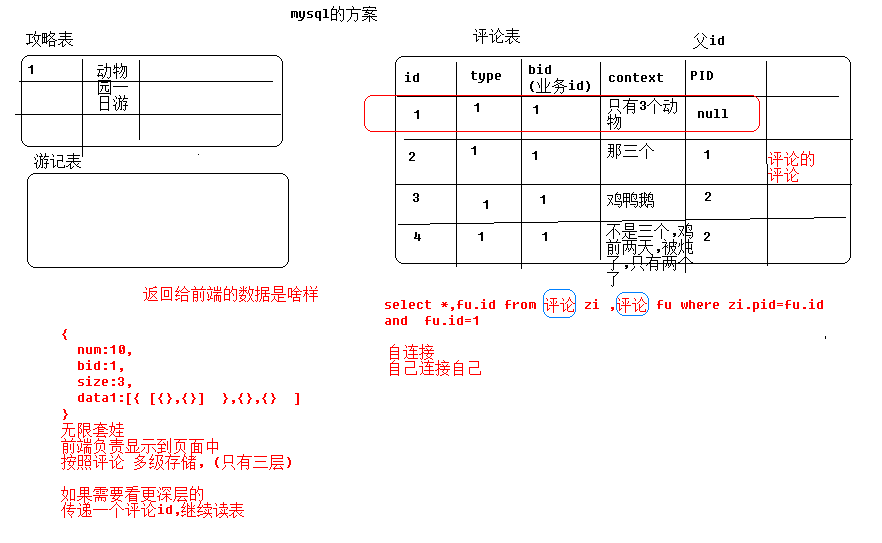 mysql的方案
攻略表
1
动物
园一
日游
游记表
评论表
父id
id
type
bid
(业务id)
context
PID
1
1
1
只有3个动
物
null
2
1
1
那三个
1
评论的
评论
3
1
1
鸡鸭鹅
2
4
1
1
不是三个,鸡
前两天,被炖
了,只有两个
了
2
select *,fu.id from 评论 zi ,评论 fu where zi.pid=fu.id
and fu.id=1
自连接
自己连接自己
返回给前端的数据是啥样
{
num:10,
bid:1,
size:3,
data1:[{ [{},{}] },{},{} ]
}
无限套娃
前端负责显示到页面中
按照评论 多级存储，(只有三层)
如果需要看更深层的
传递一个评论id,继续读表